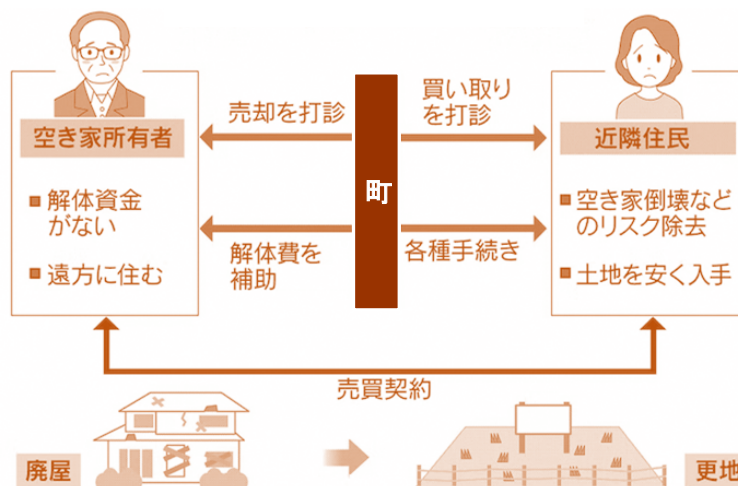 空き家所有者
■ 解体資金
がない
■ 遠方に住む
売却を打診
解体費を
補助
町
買い取り
を打診
各種手続き
近隣住民
■ 空き家倒壊など
のリスク除去
■ 土地を安く入手
売買契約
廃屋
更地